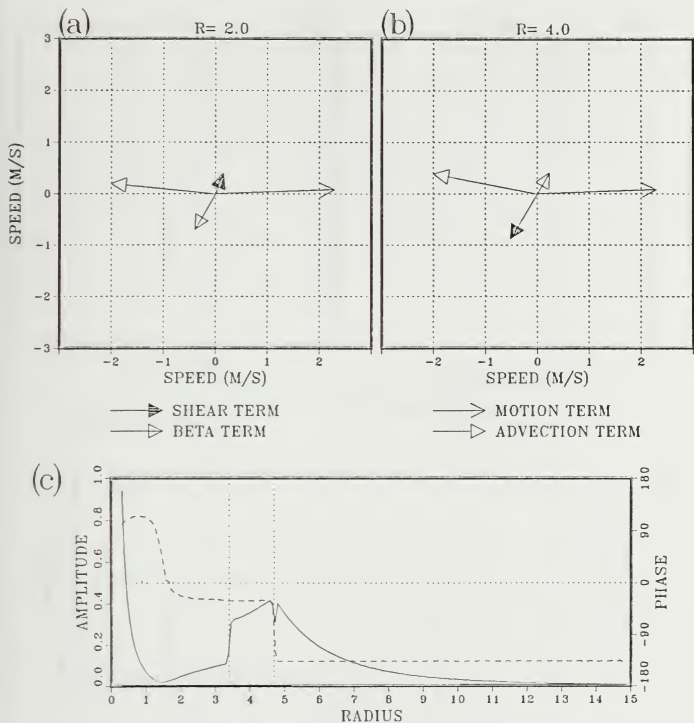 (a) R= 2.0
(b) R= 4.0
3
2
1
0
-1
-2
-3
SPEED (M/S)
-2 -1 0 1 2
-2 -1 0 1 2
SPEED (M/S)
SPEED (M/S)
SHEAR TERM
MOTION TERM
BETA TERM
ADVECTION TERM
(c)
1.0
0.8
0.6
0.4
0.2
0.0
AMPLITUDE
180
90
0
-90
-180
PHASE
0 1 2 3 4 5 6 7 8 9 10 11 12 13 14 15
RADIUS